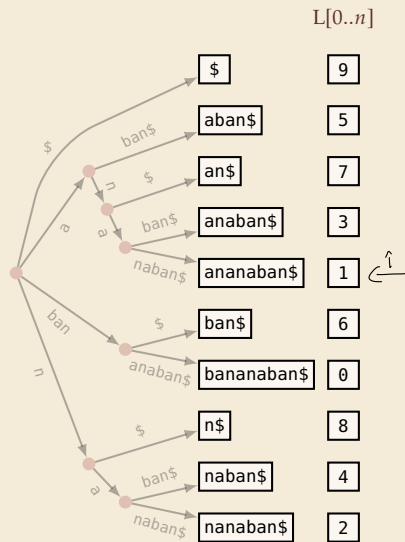 L[0..n]
$ 9
$
ban$ aban$ 5
n $ an$ 7
a a ban$ anaban$ 3
naban$ ananaban$ 1 î
ban $ ban$ 6
anaban$ bananaban$ 0
n $ n$ 8
a ban$ naban$ 4
naban$ nanaban$ 2